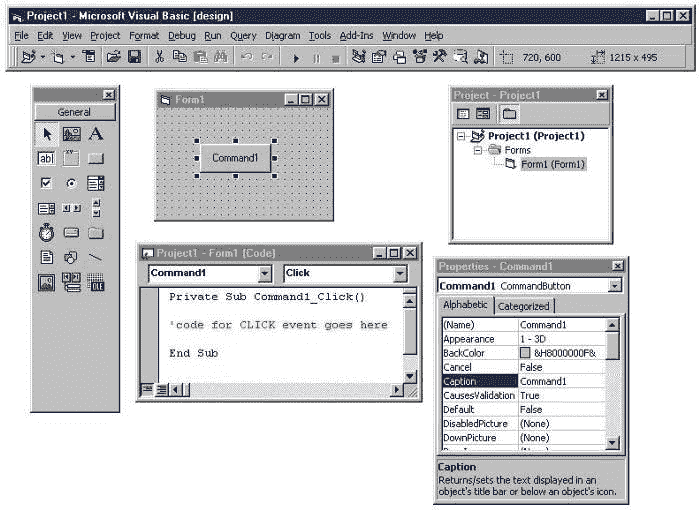 Project1 - Microsoft Visual Basic [design]
File Edit View Project Format Debug Run Query Diagram Tools Add-Ins Window Help
720, 600 1215 x 495
General
A
ab|
xy
OLE
Form1
Command1
Project - Project1
Project1 (Project1)
Forms
Form1 (Form1)
Project1 - Form1 [Code]
Command1 Click
Private Sub Command1_Click()
'code for CLICK event goes here
End Sub
Properties - Command1
Command1 CommandButton
Alphabetic Categorized
(Name) Command1
Appearance 1 - 3D
BackColor &H8000000F&
Cancel False
Caption Command1
CausesValidation True
Default False
DisabledPicture (None)
DownPicture (None)
Caption
Returns/sets the text displayed in an
object's title bar or below an object's icon.